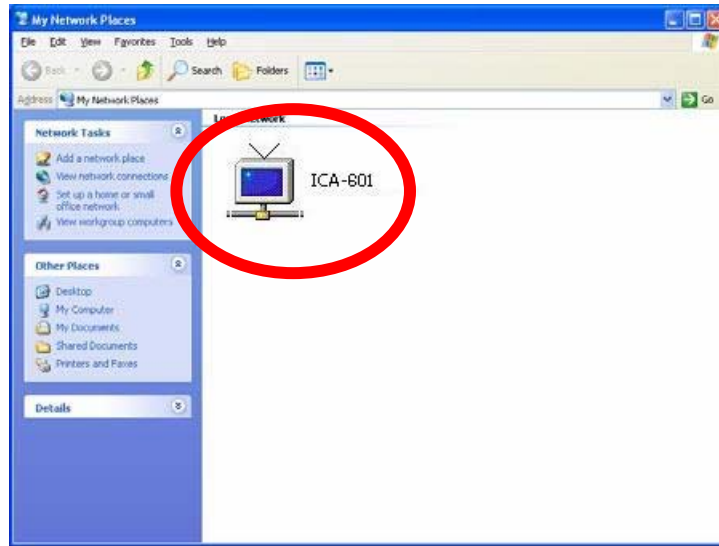 My Network Places
File Edit View Favorites Tools Help
Back Search Folders
Address My Network Places Go
Network Tasks
Add a network place
View network connections
Set up a home or small
office network
View workgroup computers
Other Places
Desktop
My Computer
My Documents
Shared Documents
Printers and Faxes
Details
Local Network
ICA-601